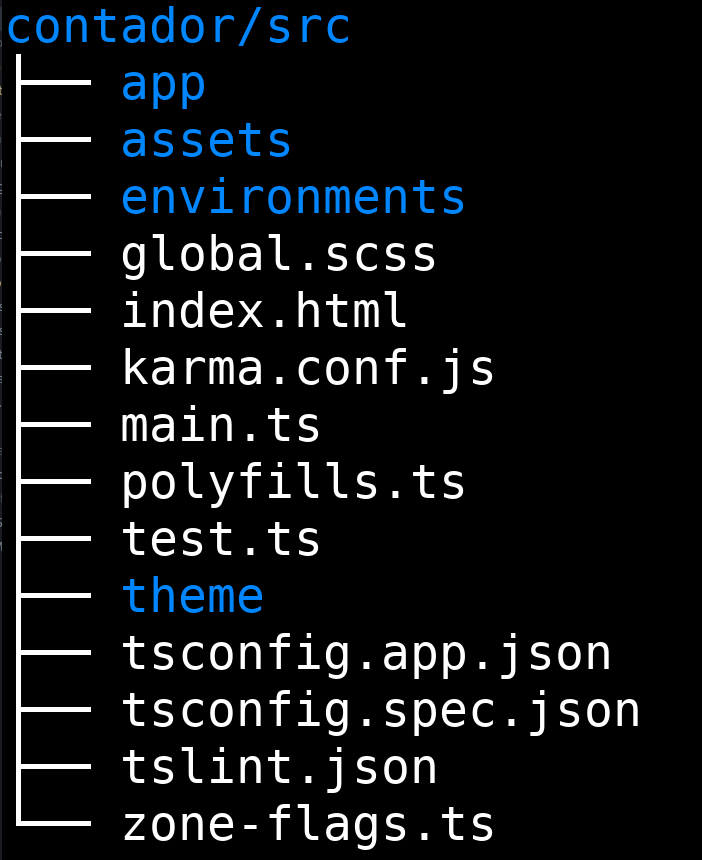 contador/src
app
assets
environments
global.scss
index.html
karma.conf.js
main.ts
polyfills.ts
test.ts
theme
tsconfig.app.json
tsconfig.spec.json
tslint.json
zone-flags.ts